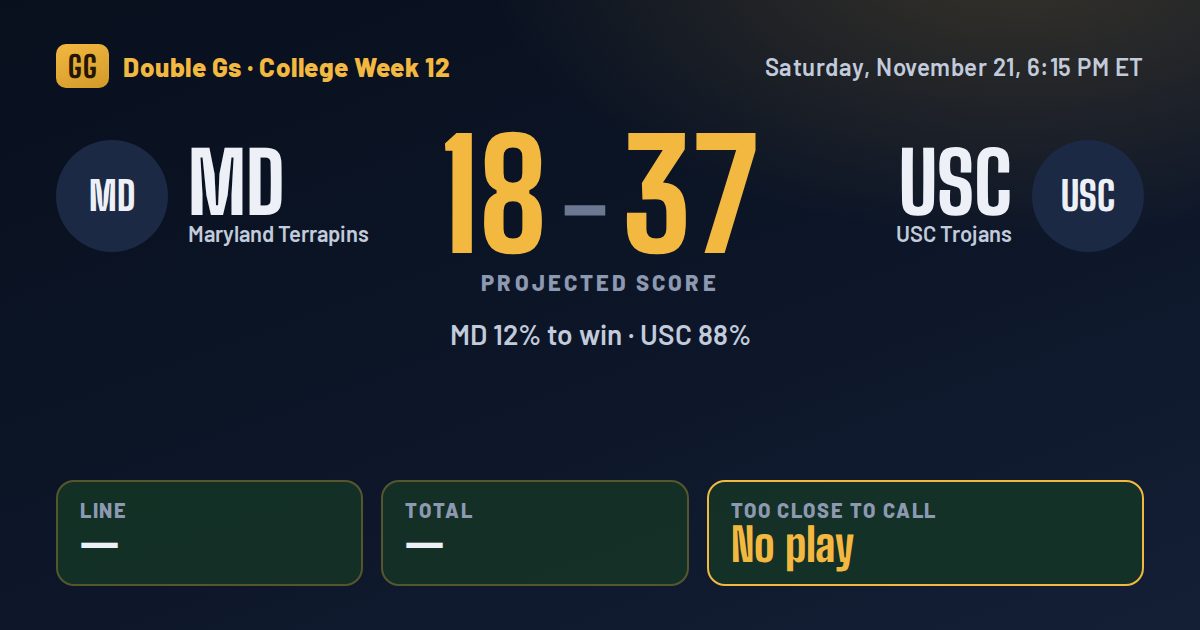 GG Double Gs · College Week 12
Saturday, November 21, 6:15 PM ET
MD
MD
Maryland Terrapins
18 – 37
PROJECTED SCORE
MD 12% to win · USC 88%
USC
USC Trojans
USC
LINE
—
TOTAL
—
TOO CLOSE TO CALL
No play